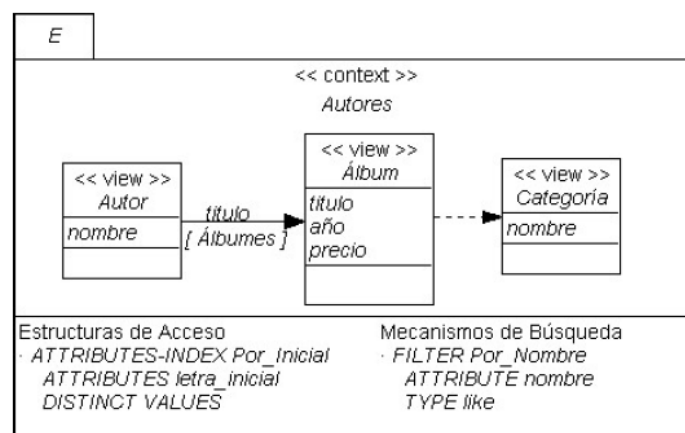 E
<< context >>
Autores
<< view >>
Autor
nombre
titulo
[ Álbumes ]
<< view >>
Álbum
titulo
año
precio
<< view >>
Categoría
nombre
Estructuras de Acceso
· ATTRIBUTES-INDEX Por_Inicial
ATTRIBUTES letra_inicial
DISTINCT VALUES
Mecanismos de Búsqueda
· FILTER Por_Nombre
ATTRIBUTE nombre
TYPE like